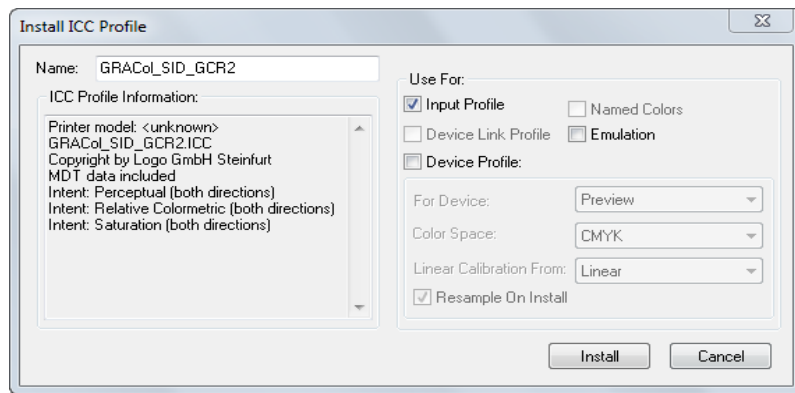 Install ICC Profile
Name: GRACol_SID_GCR2
ICC Profile Information:
Printer model: <unknown>
GRACol_SID_GCR2.ICC
Copyright by Logo GmbH Steinfurt
MDT data included
Intent: Perceptual (both directions)
Intent: Relative Colormetric (both directions)
Intent: Saturation (both directions)
Use For:
Input Profile Named Colors
Device Link Profile Emulation
Device Profile:
For Device: Preview
Color Space: CMYK
Linear Calibration From: Linear
Resample On Install
Install Cancel